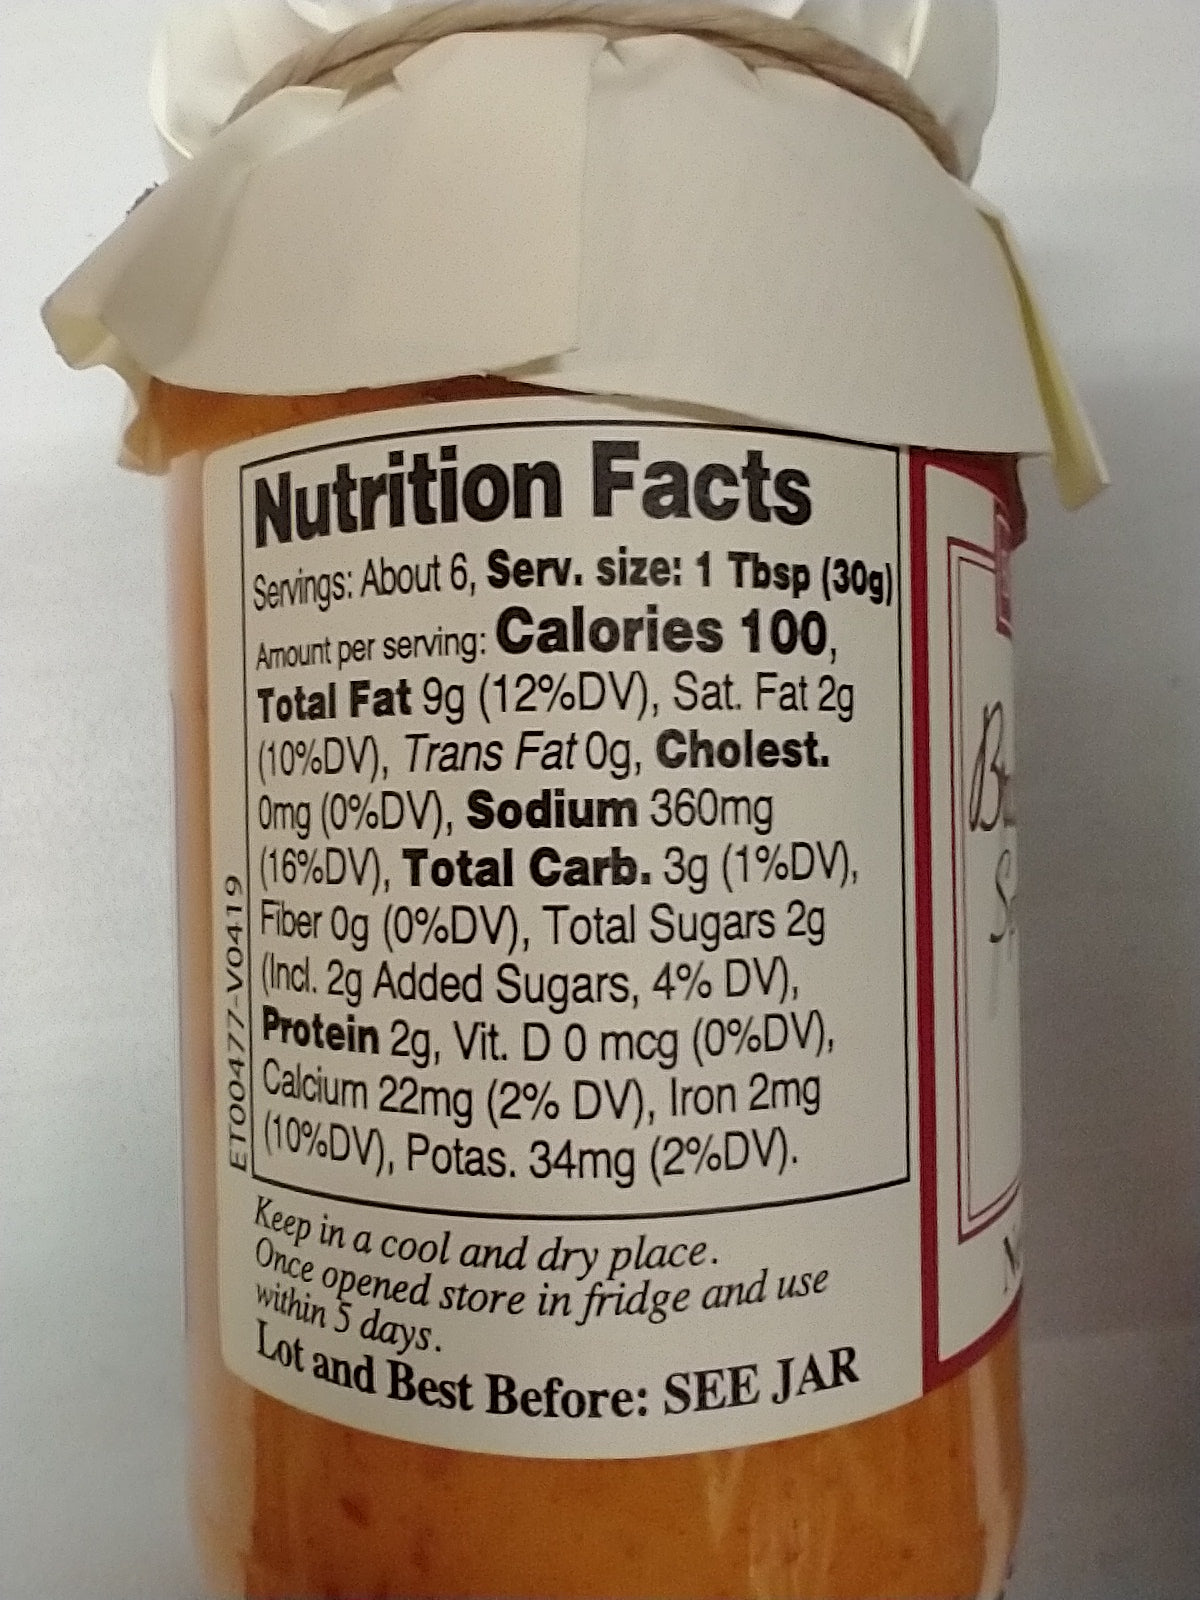 Nutrition Facts
Servings: About 6, Serv. size: 1 Tbsp (30g)
Amount per serving: Calories 100,
Total Fat 9g (12%DV), Sat. Fat 2g
(10%DV), Trans Fat 0g, Cholest.
0mg (0%DV), Sodium 360mg
(16%DV), Total Carb. 3g (1%DV),
Fiber 0g (0%DV), Total Sugars 2g
(Incl. 2g Added Sugars, 4% DV),
Protein 2g, Vit. D 0 mcg (0%DV),
Calcium 22mg (2% DV), Iron 2mg
(10%DV), Potas. 34mg (2%DV).
ET00477-V0419
Keep in a cool and dry place.
Once opened store in fridge and use
within 5 days.
Lot and Best Before: SEE JAR